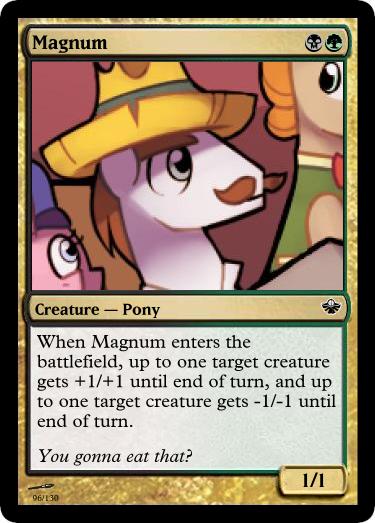 Magnum
Creature — Pony
When Magnum enters the
battlefield, up to one target creature
gets +1/+1 until end of turn, and up
to one target creature gets -1/-1 until
end of turn.
You gonna eat that?
1/1
96/130